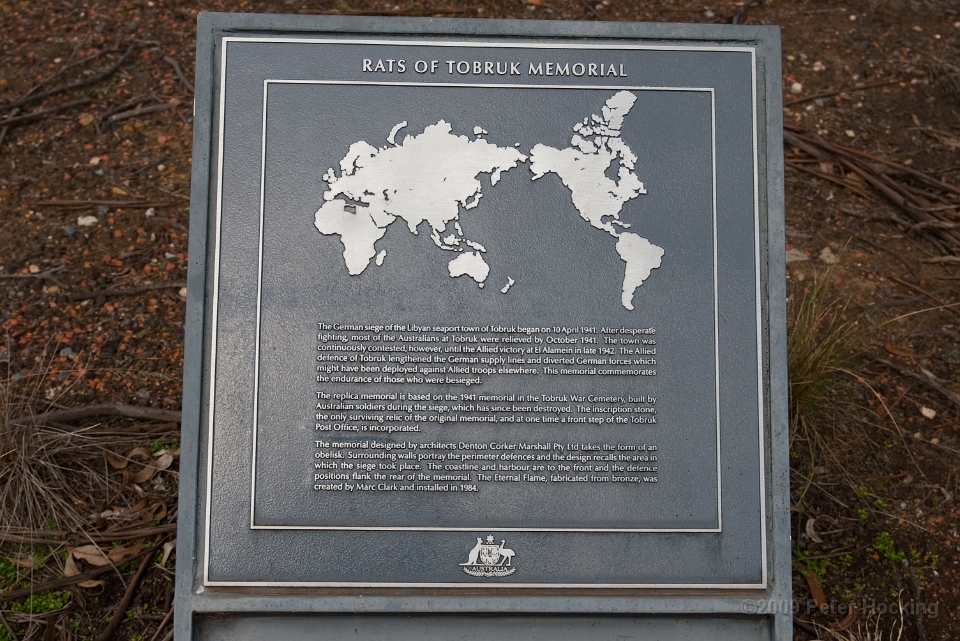 RATS OF TOBRUK MEMORIAL
The German siege of the Libyan seaport town of Tobruk began on 10 April 1941. After desperate
fighting, most of the Australians at Tobruk were relieved by October 1941. The town was
continuously contested, however, until the Allied victory at El Alamein in late 1942. The Allied
defence of Tobruk lengthened the German supply lines and diverted German forces which
might have been deployed against Allied troops elsewhere. This memorial commemorates
the endurance of those who were besieged.
The replica memorial is based on the 1941 memorial in the Tobruk War Cemetery, built by
Australian soldiers during the siege, which has since been destroyed. The inscription stone,
the only surviving relic of the original memorial, and at one time a front step of the Tobruk
Post Office, is incorporated.
The memorial designed by architects Denton Corker Marshall Pty Ltd takes the form of an
obelisk. Surrounding walls portray the perimeter defences and the design recalls the area in
which the siege took place. The coastline and harbour are to the front and the defence
positions flank the rear of the memorial. The Eternal Flame, fabricated from bronze, was
created by Marc Clark and installed in 1984.
AUSTRALIA
©2009 Peter Hocking